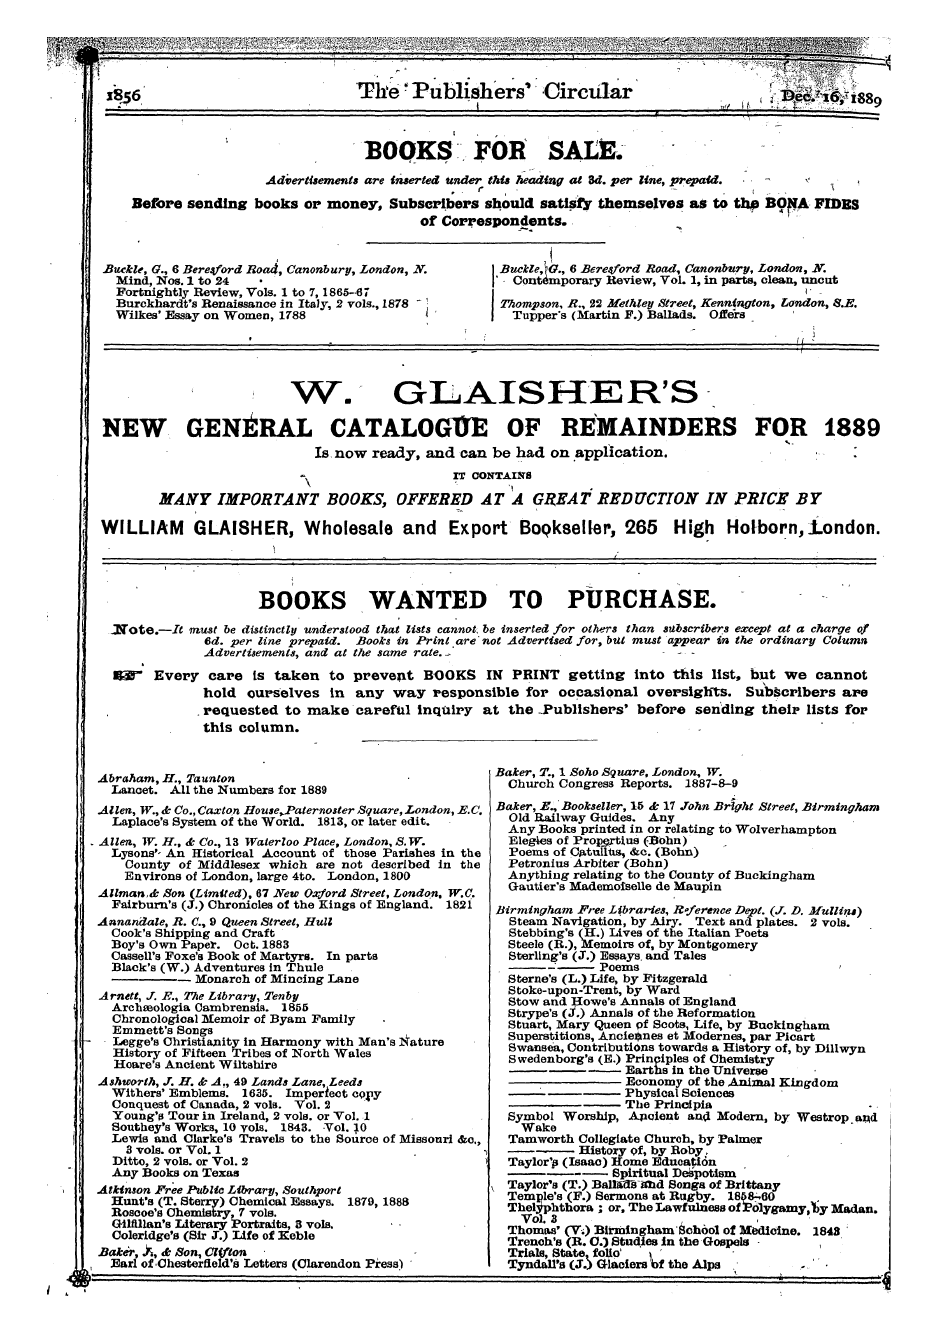 1856
The Publishers' Circular
Dec. 16, 1889
BOOKS FOR SALE.
Advertisements are inserted under this heading at 3d. per line, prepaid.
Before sending books or money, Subscribers should satisfy themselves as to the BONA FIDES
of Correspondents.
Buckle, G., 6 Beresford Road, Canonbury, London, N.
Mind, Nos. 1 to 24
Fortnightly Review, Vols. 1 to 7, 1865-67
Burckhardt's Renaissance in Italy, 2 vols., 1878
Wilkes' Essay on Women, 1788
Buckle, G., 6 Beresford Road, Canonbury, London, N.
Contemporary Review, Vol. 1, in parts, clean, uncut
Thompson, R., 22 Methley Street, Kennington, London, S.E.
Tupper's (Martin F.) Ballads. Offers
W. GLAISHER'S
NEW GENERAL CATALOGUE OF REMAINDERS FOR 1889
Is now ready, and can be had on application.
IT CONTAINS
MANY IMPORTANT BOOKS, OFFERED AT A GREAT REDUCTION IN PRICE BY
WILLIAM GLAISHER, Wholesale and Export Bookseller, 265 High Holborn, London.
BOOKS WANTED TO PURCHASE.
Note.—It must be distinctly understood that lists cannot be inserted for others than subscribers except at a charge of
6d. per line prepaid. Books in Print are not Advertised for, but must appear in the ordinary Column
Advertisements, and at the same rate.
☞ Every care is taken to prevent BOOKS IN PRINT getting into this list, but we cannot
hold ourselves in any way responsible for occasional oversights. Subscribers are
requested to make careful inquiry at the Publishers' before sending their lists for
this column.
Abraham, H., Taunton
Lancet. All the Numbers for 1889
Allen, W., & Co., Caxton House, Paternoster Square, London, E.C.
Laplace's System of the World. 1813, or later edit.
Allen, W. H., & Co., 13 Waterloo Place, London, S.W.
Lysons' An Historical Account of those Parishes in the
County of Middlesex which are not described in the
Environs of London, large 4to. London, 1800
Allman & Son (Limited), 67 New Oxford Street, London, W.C.
Fairburn's (J.) Chronicles of the Kings of England. 1821
Annandale, R. C., 9 Queen Street, Hull
Cook's Shipping and Craft
Boy's Own Paper. Oct. 1883
Cassell's Foxe's Book of Martyrs. In parts
Black's (W.) Adventures in Thule
———— Monarch of Mincing Lane
Arnett, J. E., The Library, Tenby
Archæologia Cambrensis. 1855
Chronological Memoir of Byam Family
Emmett's Songs
Legge's Christianity in Harmony with Man's Nature
History of Fifteen Tribes of North Wales
Hoare's Ancient Wiltshire
Ashworth, J. H. & A., 49 Lands Lane, Leeds
Withers' Emblems. 1635. Imperfect copy
Conquest of Canada, 2 vols. Vol. 2
Young's Tour in Ireland, 2 vols. or Vol. 1
Southey's Works, 10 vols. 1843. Vol. 10
Lewis and Clarke's Travels to the Source of Missouri &c.,
3 vols. or Vol. 1
Ditto, 2 vols. or Vol. 2
Any Books on Texas
Atkinson Free Public Library, Southport
Hunt's (T. Sterry) Chemical Essays. 1879, 1888
Roscoe's Chemistry, 7 vols.
Gilfillan's Literary Portraits, 3 vols.
Coleridge's (Sir J.) Life of Keble
Baker, J., & Son, Clifton
Earl of Chesterfield's Letters (Clarendon Press)
Baker, T., 1 Soho Square, London, W.
Church Congress Reports. 1887-8-9
Baker, E., Bookseller, 15 & 17 John Bright Street, Birmingham
Old Railway Guides. Any
Any Books printed in or relating to Wolverhampton
Elegies of Propertius (Bohn)
Poems of Catullus, &c. (Bohn)
Petronius Arbiter (Bohn)
Anything relating to the County of Buckingham
Gautier's Mademoiselle de Maupin
Birmingham Free Libraries, Reference Dept. (J. D. Mullins)
Steam Navigation, by Airy. Text and plates. 2 vols.
Stebbing's (H.) Lives of the Italian Poets
Steele (R.), Memoirs of, by Montgomery
Sterling's (J.) Essays and Tales
———— Poems
Sterne's (L.) Life, by Fitzgerald
Stoke-upon-Trent, by Ward
Stow and Howe's Annals of England
Strype's (J.) Annals of the Reformation
Stuart, Mary Queen of Scots, Life, by Buckingham
Superstitions, Anciennes et Modernes, par Picart
Swansea, Contributions towards a History of, by Dillwyn
Swedenborg's (E.) Principles of Chemistry
———— Earths in the Universe
———— Economy of the Animal Kingdom
———— Physical Sciences
———— The Principia
Symbol Worship, Ancient and Modern, by Westrop and
Wake
Tamworth Collegiate Church, by Palmer
———— History of, by Roby
Taylor's (Isaac) Home Education
———— Spiritual Despotism
Taylor's (T.) Ballads and Songs of Brittany
Temple's (F.) Sermons at Rugby. 1858-60
Thelyphthora; or, The Lawfulness of Polygamy, by Madan.
Vol. 3
Thomas' (V.) Birmingham School of Medicine. 1843
Trench's (R. C.) Studies in the Gospels
Trials, State, folio
Tyndall's (J.) Glaciers of the Alps